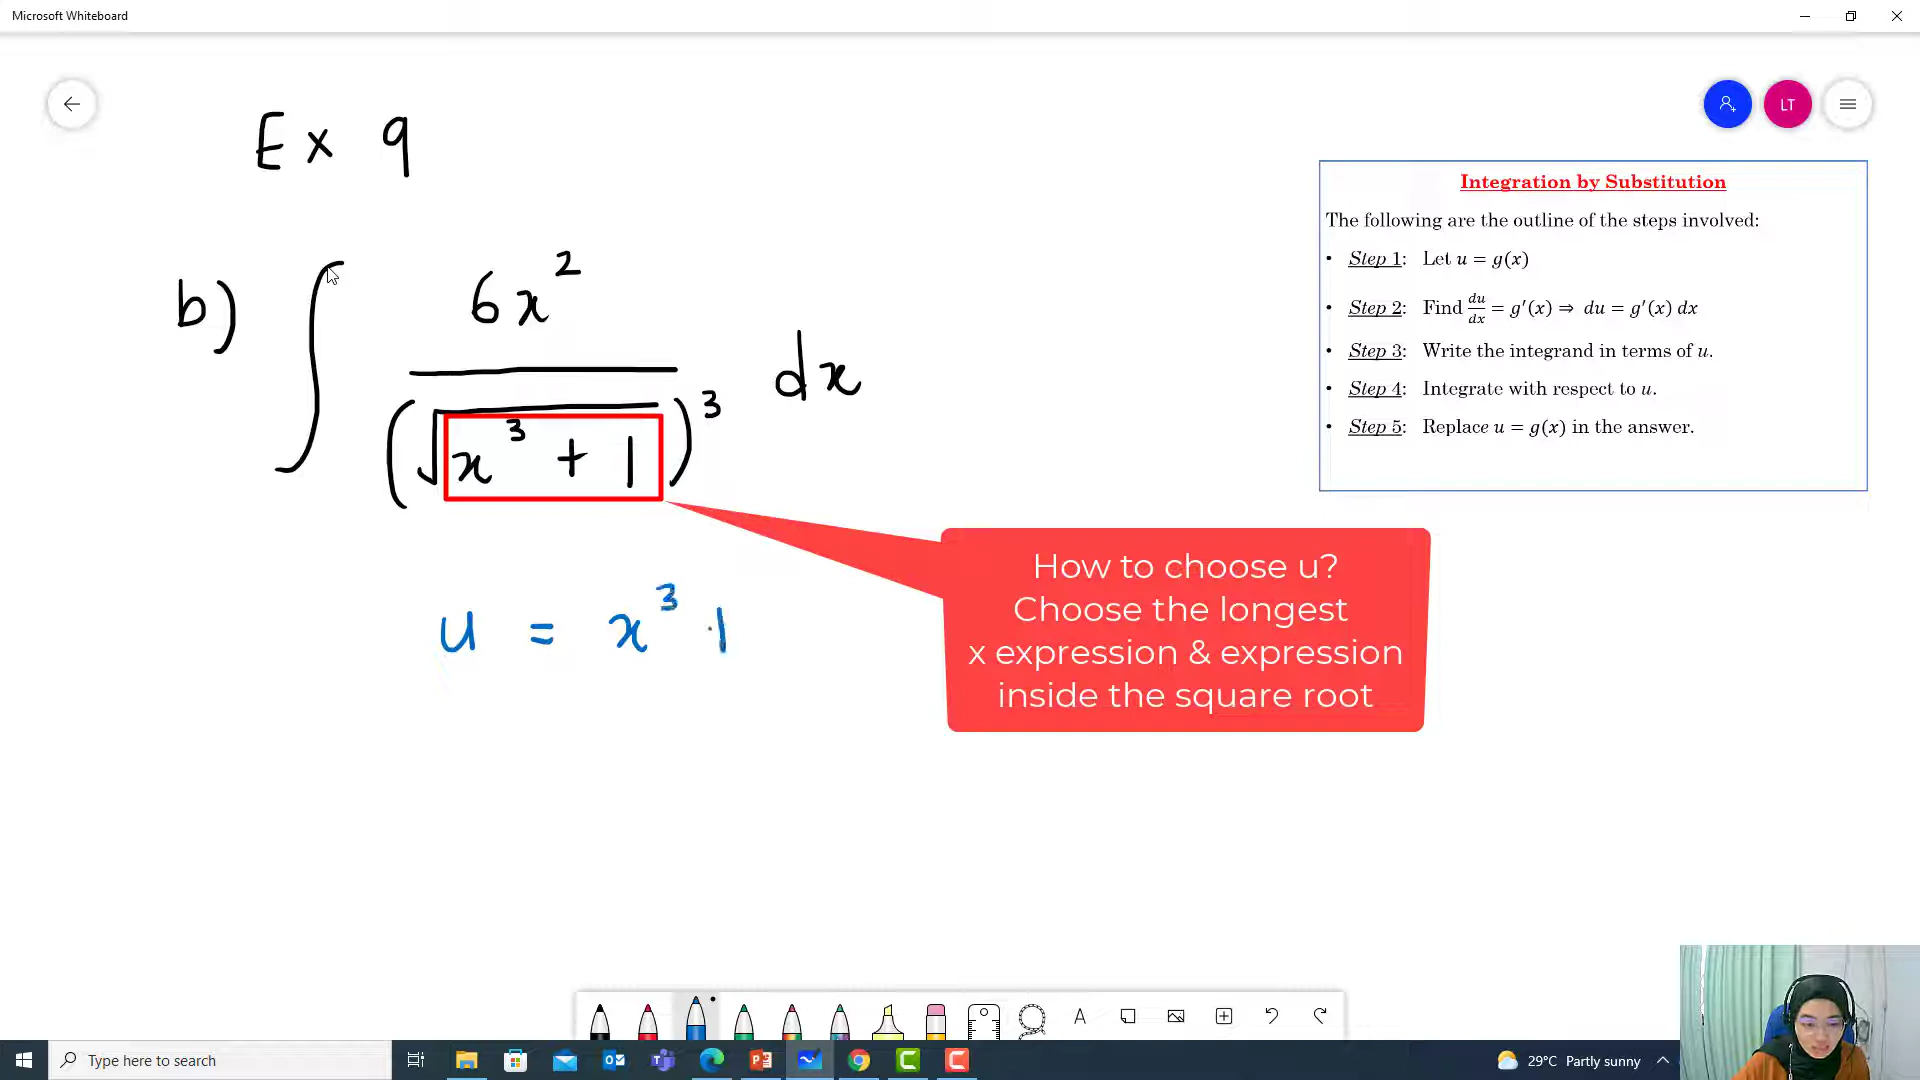 Microsoft Whiteboard
Ex 9
LT
Integration by Substitution
The following are the outline of the steps involved:
• Step 1: Let u = g(x)
• Step 2: Find du/dx = g′(x) ⇒ du = g′(x) dx
• Step 3: Write the integrand in terms of u.
• Step 4: Integrate with respect to u.
• Step 5: Replace u = g(x) in the answer.
b) ∫ 6x² / (√x³ + 1)³ dx
How to choose u?
Choose the longest
x expression & expression
inside the square root
u = x³ 1
A
Type here to search
29°C Partly sunny